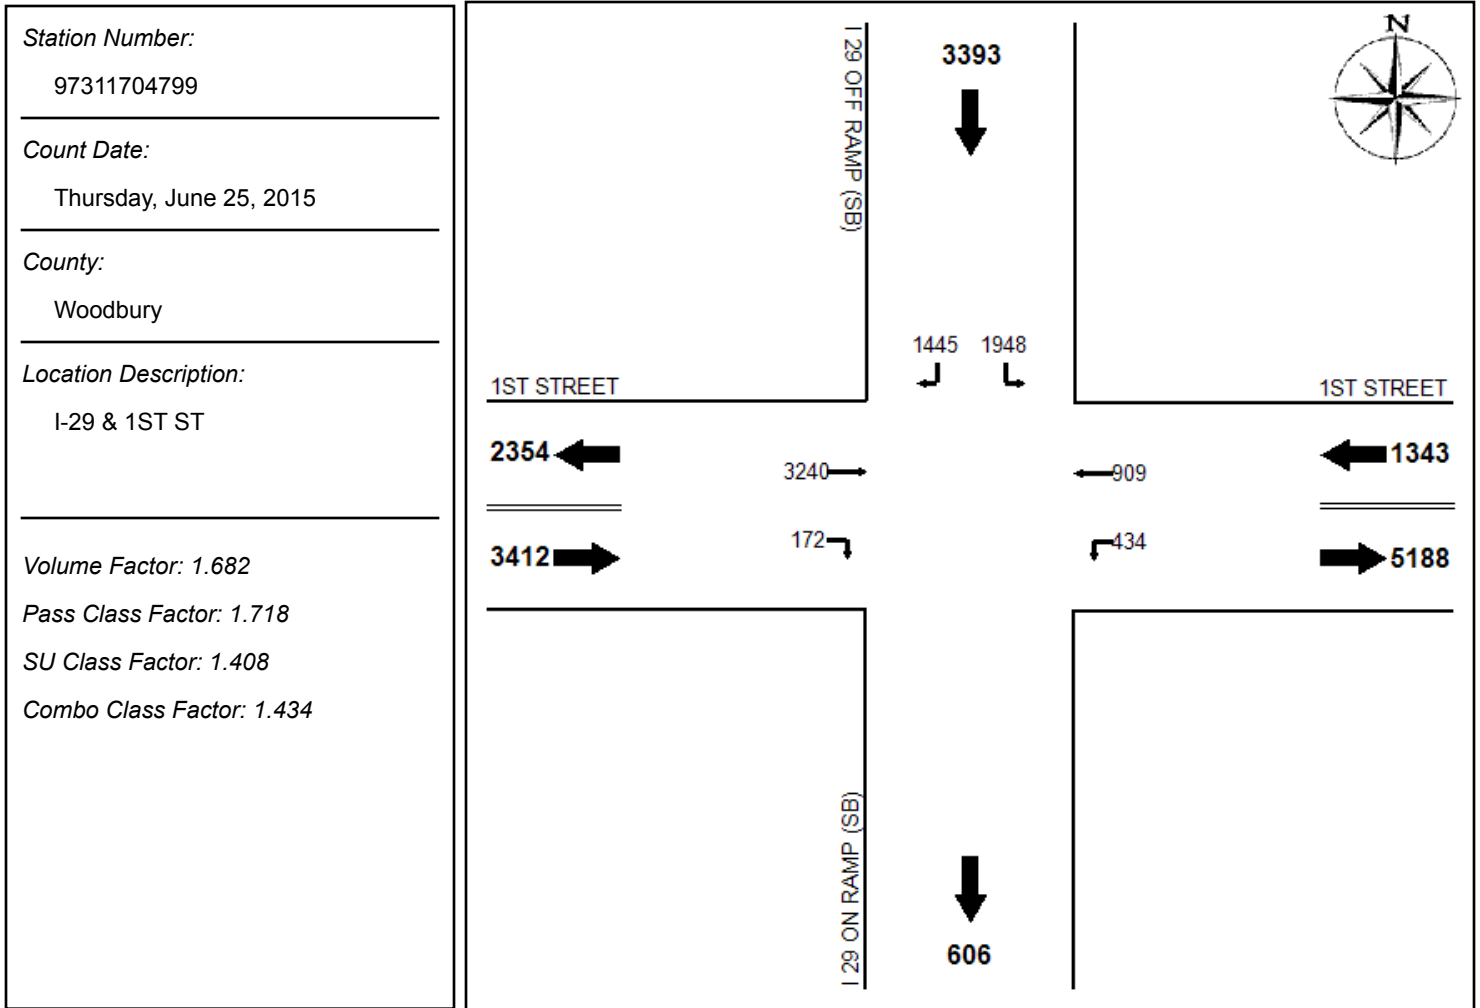 Station Number:
97311704799
Count Date:
Thursday, June 25, 2015
County:
Woodbury
Location Description:
I-29 & 1ST ST
Volume Factor: 1.682
Pass Class Factor: 1.718
SU Class Factor: 1.408
Combo Class Factor: 1.434
N
I 29 OFF RAMP (SB)
3393
1445 1948
1ST STREET
1ST STREET
2354
3240
909
1343
3412
172
434
5188
I 29 ON RAMP (SB)
606